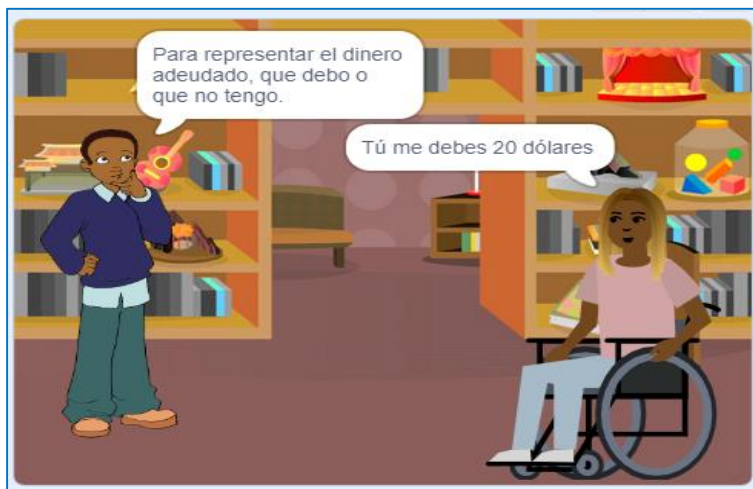 Para representar el dinero
adeudado, que debo o
que no tengo.
Tú me debes 20 dólares